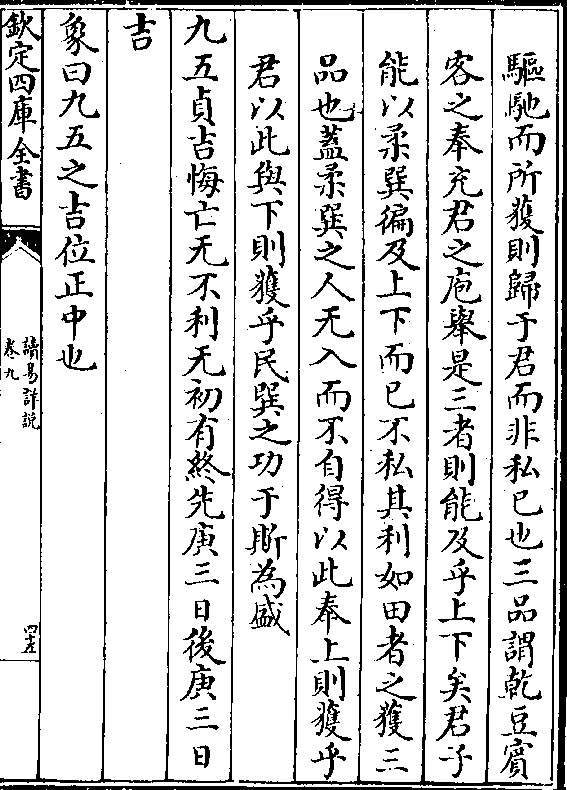 驅馳而所獲則歸于君而非私已也三品謂乾豆賓
客之奉充君之庖舉是三者則能及乎上下矣君子
能以柔巽徧及上下而已不私其利如田者之獲三
品也蓋柔巽之人无入而不自得以此奉上則獲乎
君以此與下則獲乎民巽之功于斯為盛
九五貞吉悔亡无不利无初有終先庚三日後庚三日
吉
象曰九五之吉位正中也
欽定四庫全書
讀易詳說
卷九
四十五